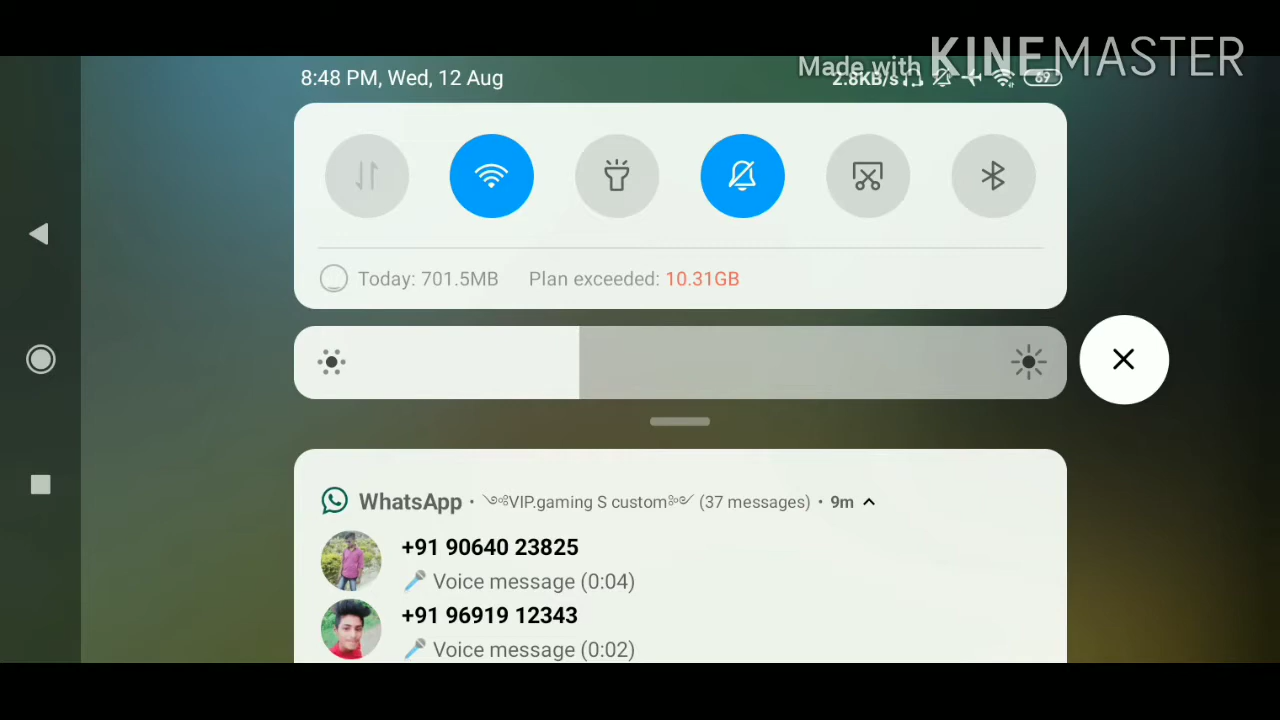 Made with KINEMASTER
8:48 PM, Wed, 12 Aug 2.8KB/s 69
Today: 701.5MB Plan exceeded: 10.31GB
WhatsApp · ༺VIP.gaming S custom༻ (37 messages) · 9m
+91 90640 23825
🎤 Voice message (0:04)
+91 96919 12343
🎤 Voice message (0:02)